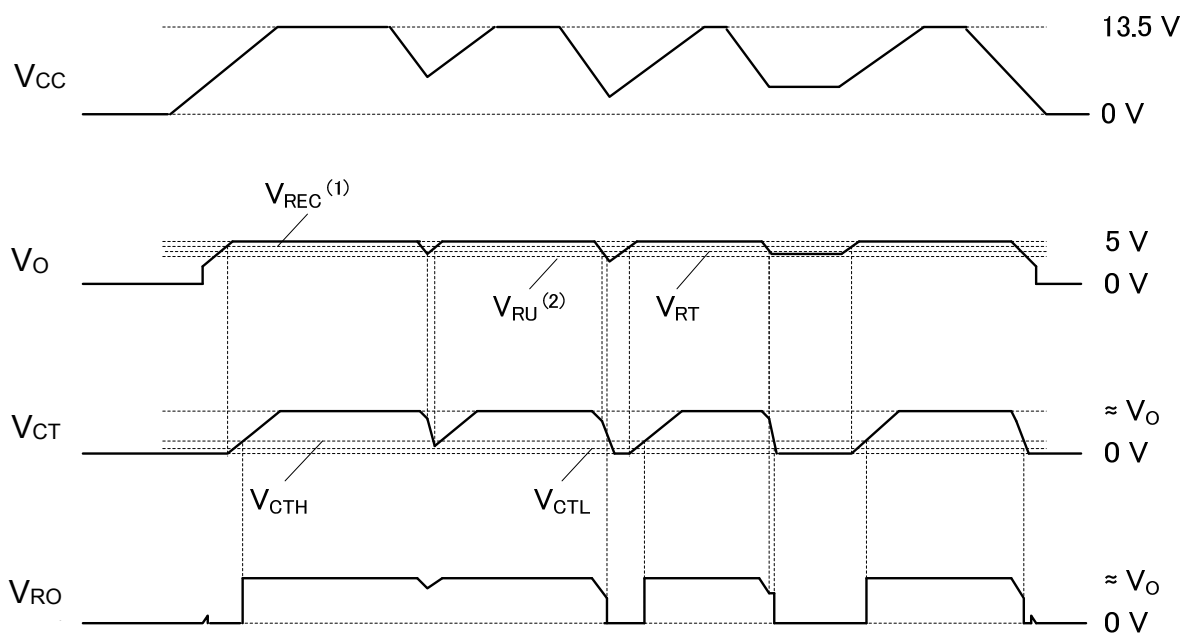 13.5 V
VCC
0 V
VREC(1)
5 V
VO
0 V
VRU(2)
VRT
≈ VO
VCT
0 V
VCTH
VCTL
≈ VO
VRO
0 V